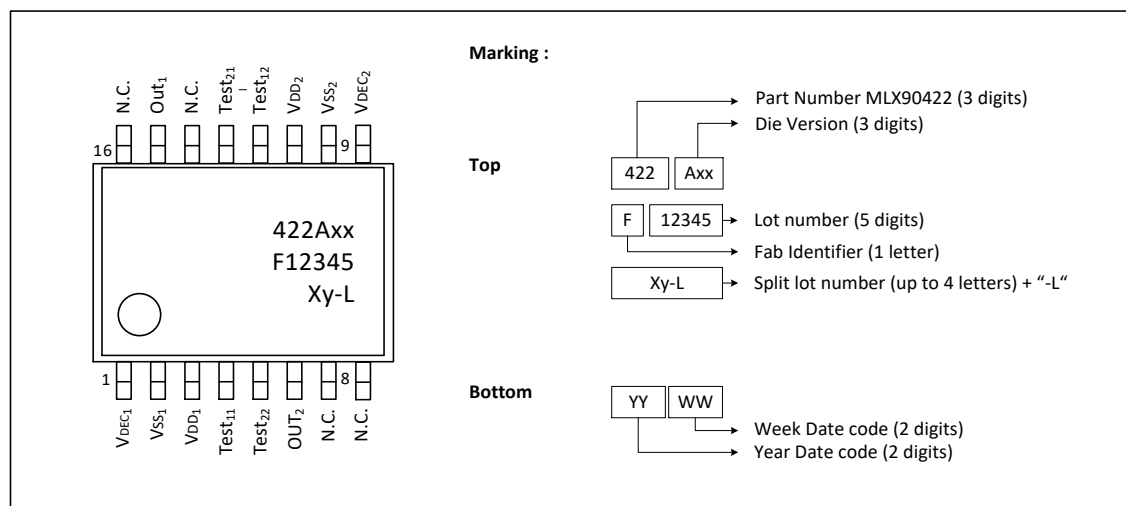 Marking :
N.C.
Out1
N.C.
Test21
–
Test12
VDD2
VSS2
VDEC2
16
9
Part Number MLX90422 (3 digits)
Die Version (3 digits)
Top
422 Axx
F 12345 Lot number (5 digits)
Fab Identifier (1 letter)
Xy-L Split lot number (up to 4 letters) + “-L“
422Axx
F12345
Xy-L
1
8
VDEC1
VSS1
VDD1
Test11
Test22
OUT2
N.C.
N.C.
Bottom
YY WW
Week Date code (2 digits)
Year Date code (2 digits)